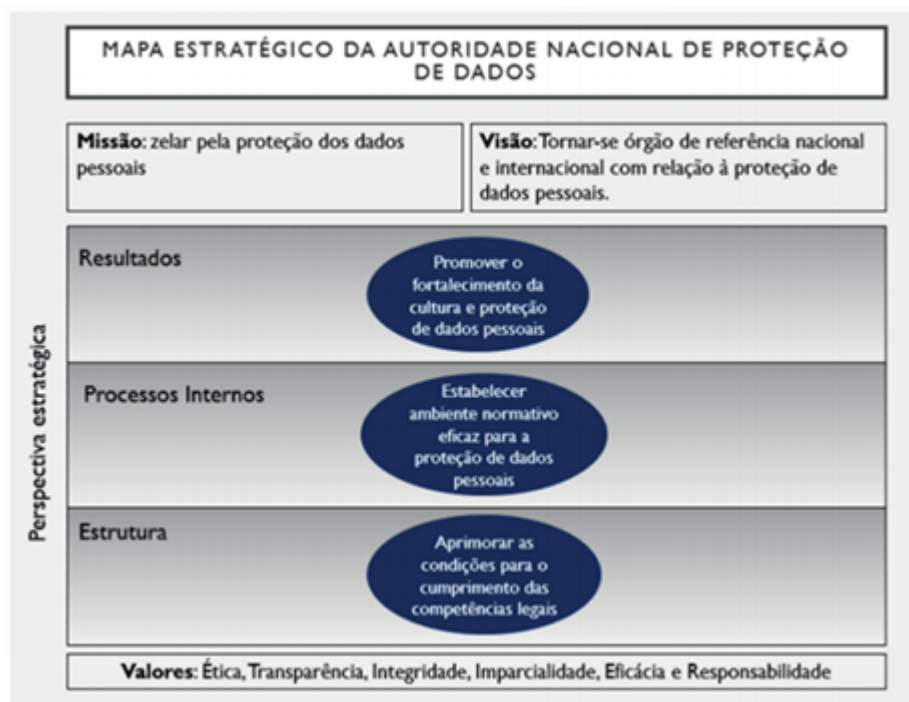 MAPA ESTRATÉGICO DA AUTORIDADE NACIONAL DE PROTEÇÃO
DE DADOS
Missão: zelar pela proteção dos dados
pessoais
Visão: Tornar-se órgão de referência nacional
e internacional com relação à proteção de
dados pessoais.
Perspectiva estratégica
Resultados
Promover o
fortalecimento da
cultura e proteção
de dados pessoais
Processos Internos
Estabelecer
ambiente normativo
eficaz para a
proteção de dados
pessoais
Estrutura
Aprimorar as
condições para o
cumprimento das
competências legais
Valores: Ética, Transparência, Integridade, Imparcialidade, Eficácia e Responsabilidade